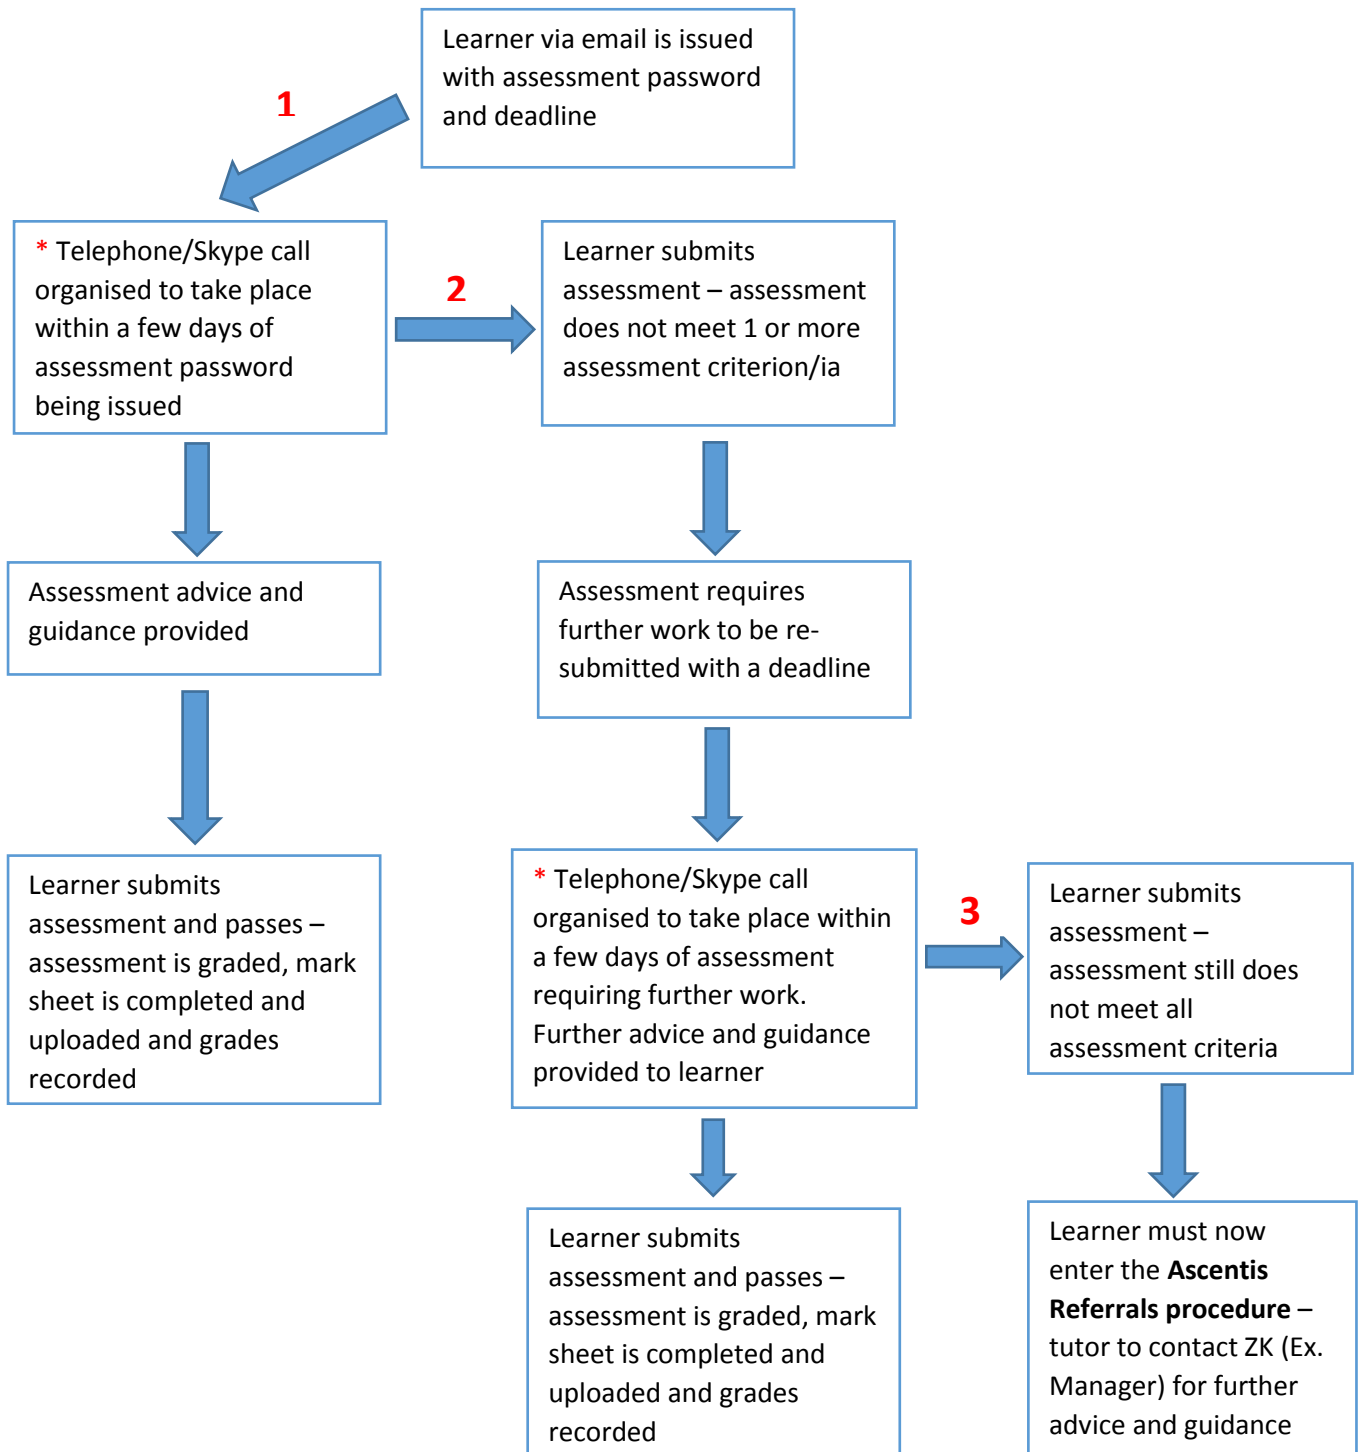 Learner via email is issued
with assessment password
and deadline
1
* Telephone/Skype call
organised to take place
within a few days of
assessment password
being issued
2
Learner submits
assessment – assessment
does not meet 1 or more
assessment criterion/ia
Assessment advice and
guidance provided
Assessment requires
further work to be re-
submitted with a deadline
Learner submits
assessment and passes –
assessment is graded, mark
sheet is completed and
uploaded and grades
recorded
* Telephone/Skype call
organised to take place within
a few days of assessment
requiring further work.
Further advice and guidance
provided to learner
3
Learner submits
assessment –
assessment still does
not meet all
assessment criteria
Learner submits
assessment and passes –
assessment is graded, mark
sheet is completed and
uploaded and grades
recorded
Learner must now
enter the Ascentis
Referrals procedure –
tutor to contact ZK (Ex.
Manager) for further
advice and guidance